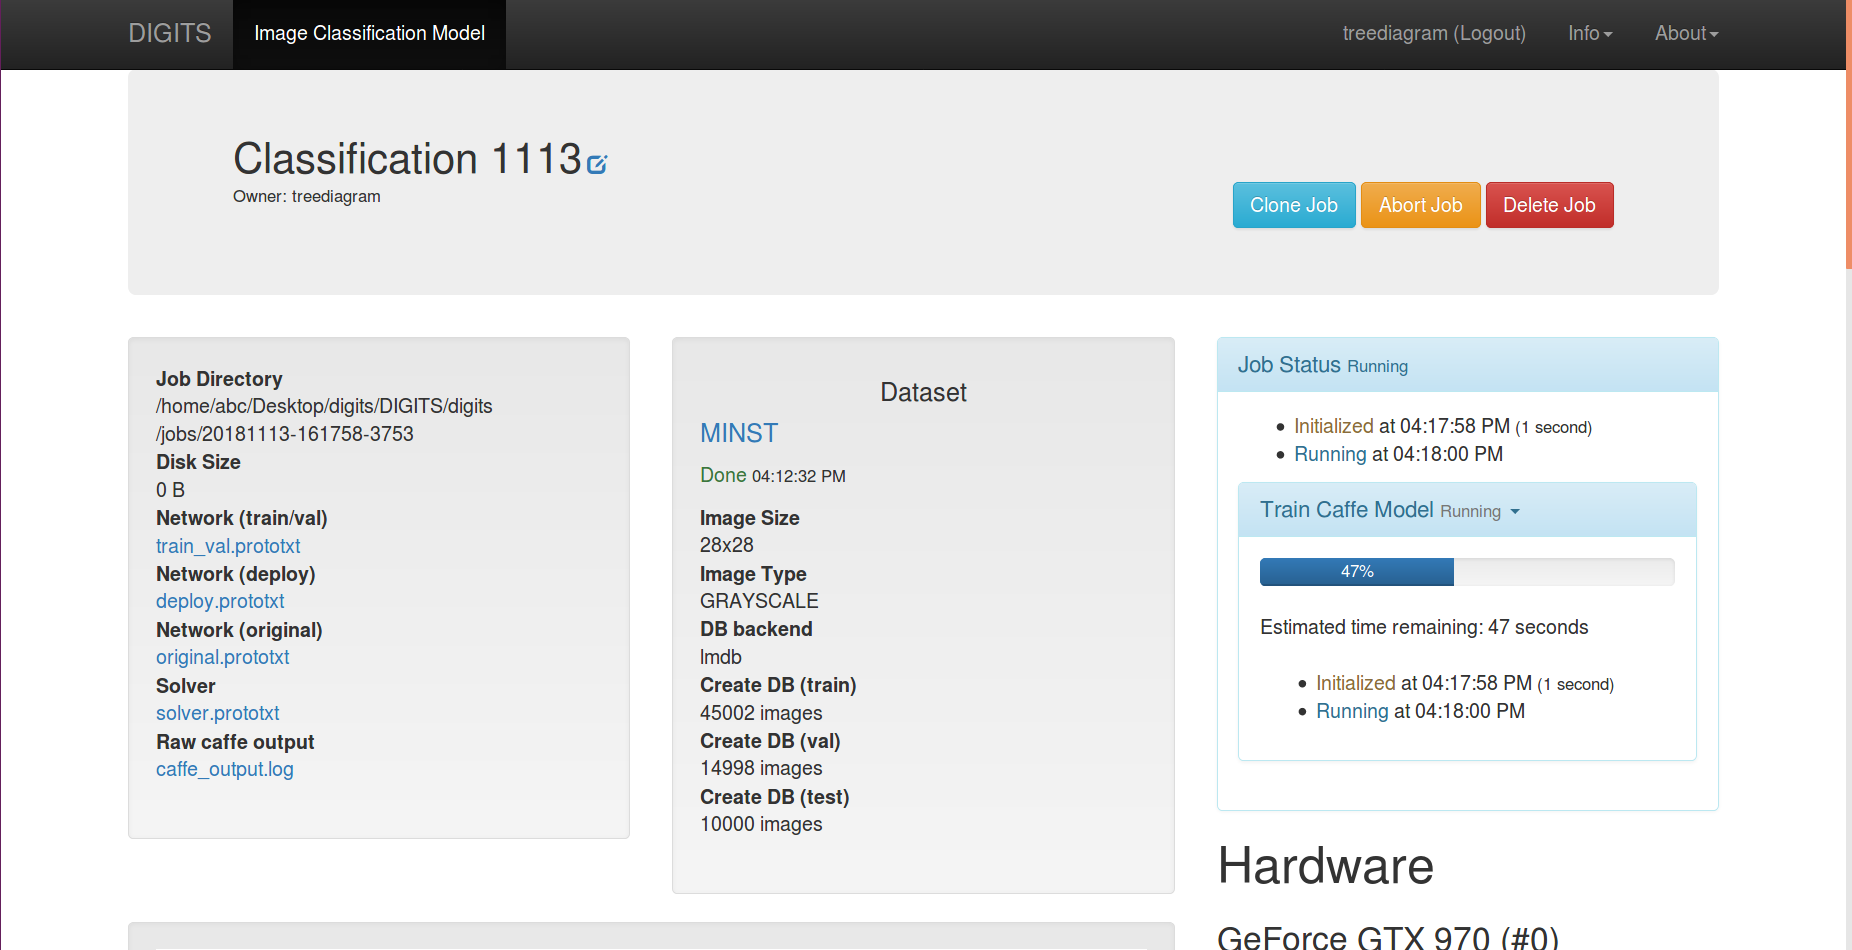 DIGITS
Image Classification Model
treediagram (Logout)
Info
About
Classification 1113
Owner: treediagram
Clone Job
Abort Job
Delete Job
Job Directory
/home/abc/Desktop/digits/DIGITS/digits
/jobs/20181113-161758-3753
Disk Size
0 B
Network (train/val)
train_val.prototxt
Network (deploy)
deploy.prototxt
Network (original)
original.prototxt
Solver
solver.prototxt
Raw caffe output
caffe_output.log
Dataset
MINST
Done 04:12:32 PM
Image Size
28x28
Image Type
GRAYSCALE
DB backend
lmdb
Create DB (train)
45002 images
Create DB (val)
14998 images
Create DB (test)
10000 images
Job Status Running
Initialized at 04:17:58 PM (1 second)
Running at 04:18:00 PM
Train Caffe Model Running
47%
Estimated time remaining: 47 seconds
Initialized at 04:17:58 PM (1 second)
Running at 04:18:00 PM
Hardware
GeForce GTX 970 (#0)